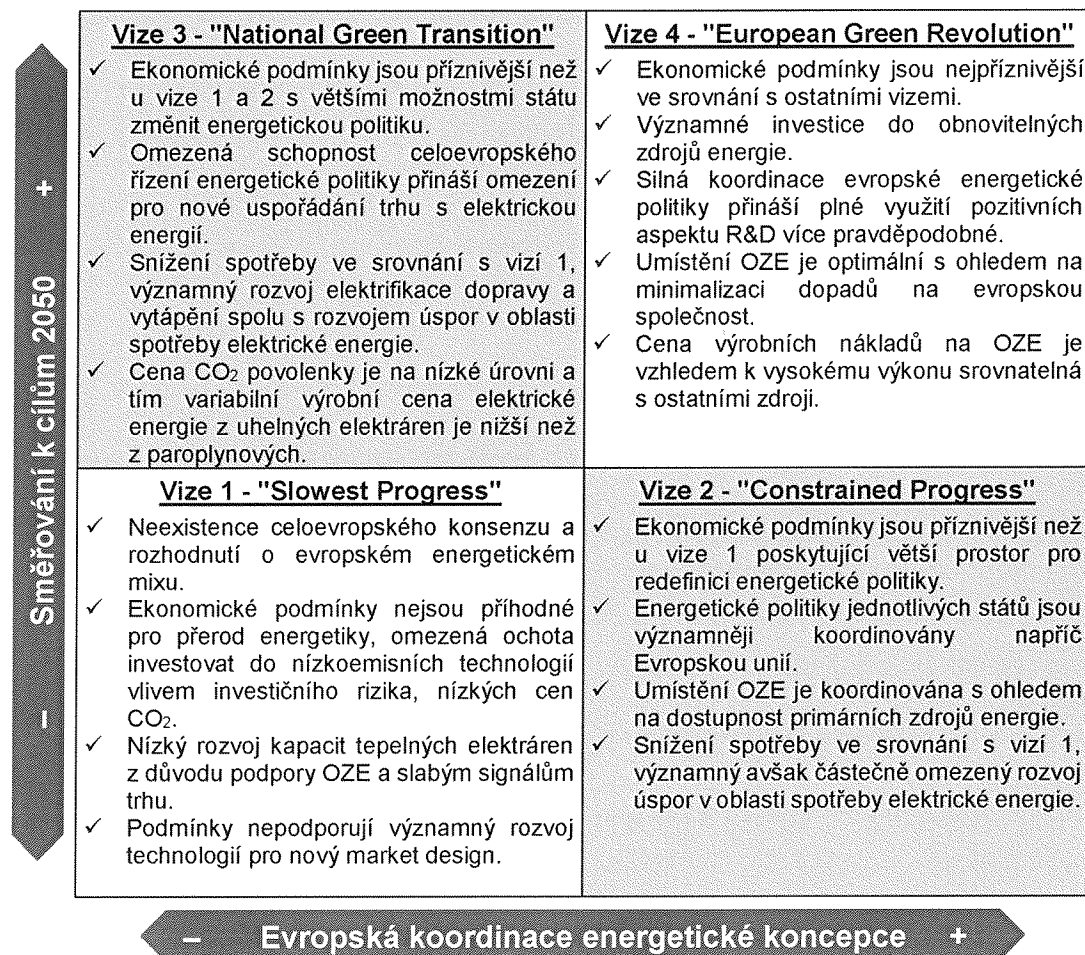 Směřování k cílům 2050
+
–
Vize 3 - "National Green Transition"
✓ Ekonomické podmínky jsou příznivější než
u vize 1 a 2 s většími možnostmi státu
změnit energetickou politiku.
✓ Omezená schopnost celoevropského
řízení energetické politiky přináší omezení
pro nové uspořádání trhu s elektrickou
energií.
✓ Snížení spotřeby ve srovnání s vizí 1,
významný rozvoj elektrifikace dopravy a
vytápění spolu s rozvojem úspor v oblasti
spotřeby elektrické energie.
✓ Cena CO₂ povolenky je na nízké úrovni a
tím variabilní výrobní cena elektrické
energie z uhelných elektráren je nižší než
z paroplynových.
Vize 4 - "European Green Revolution"
✓ Ekonomické podmínky jsou nejpříznivější
ve srovnání s ostatními vizemi.
✓ Významné investice do obnovitelných
zdrojů energie.
✓ Silná koordinace evropské energetické
politiky přináší plné využití pozitivních
aspektu R&D více pravděpodobné.
✓ Umístění OZE je optimální s ohledem na
minimalizaci dopadů na evropskou
společnost.
✓ Cena výrobních nákladů na OZE je
vzhledem k vysokému výkonu srovnatelná
s ostatními zdroji.
Vize 1 - "Slowest Progress"
✓ Neexistence celoevropského konsenzu a
rozhodnutí o evropském energetickém
mixu.
✓ Ekonomické podmínky nejsou příhodné
pro přerod energetiky, omezená ochota
investovat do nízkoemisních technologií
vlivem investičního rizika, nízkých cen
CO₂.
✓ Nízký rozvoj kapacit tepelných elektráren
z důvodu podpory OZE a slabým signálům
trhu.
✓ Podmínky nepodporují významný rozvoj
technologií pro nový market design.
Vize 2 - "Constrained Progress"
✓ Ekonomické podmínky jsou příznivější než
u vize 1 poskytující větší prostor pro
redefinici energetické politiky.
✓ Energetické politiky jednotlivých států jsou
významněji koordinovány napříč
Evropskou unií.
✓ Umístění OZE je koordinována s ohledem
na dostupnost primárních zdrojů energie.
✓ Snížení spotřeby ve srovnání s vizí 1,
významný avšak částečně omezený rozvoj
úspor v oblasti spotřeby elektrické energie.
– Evropská koordinace energetické koncepce +